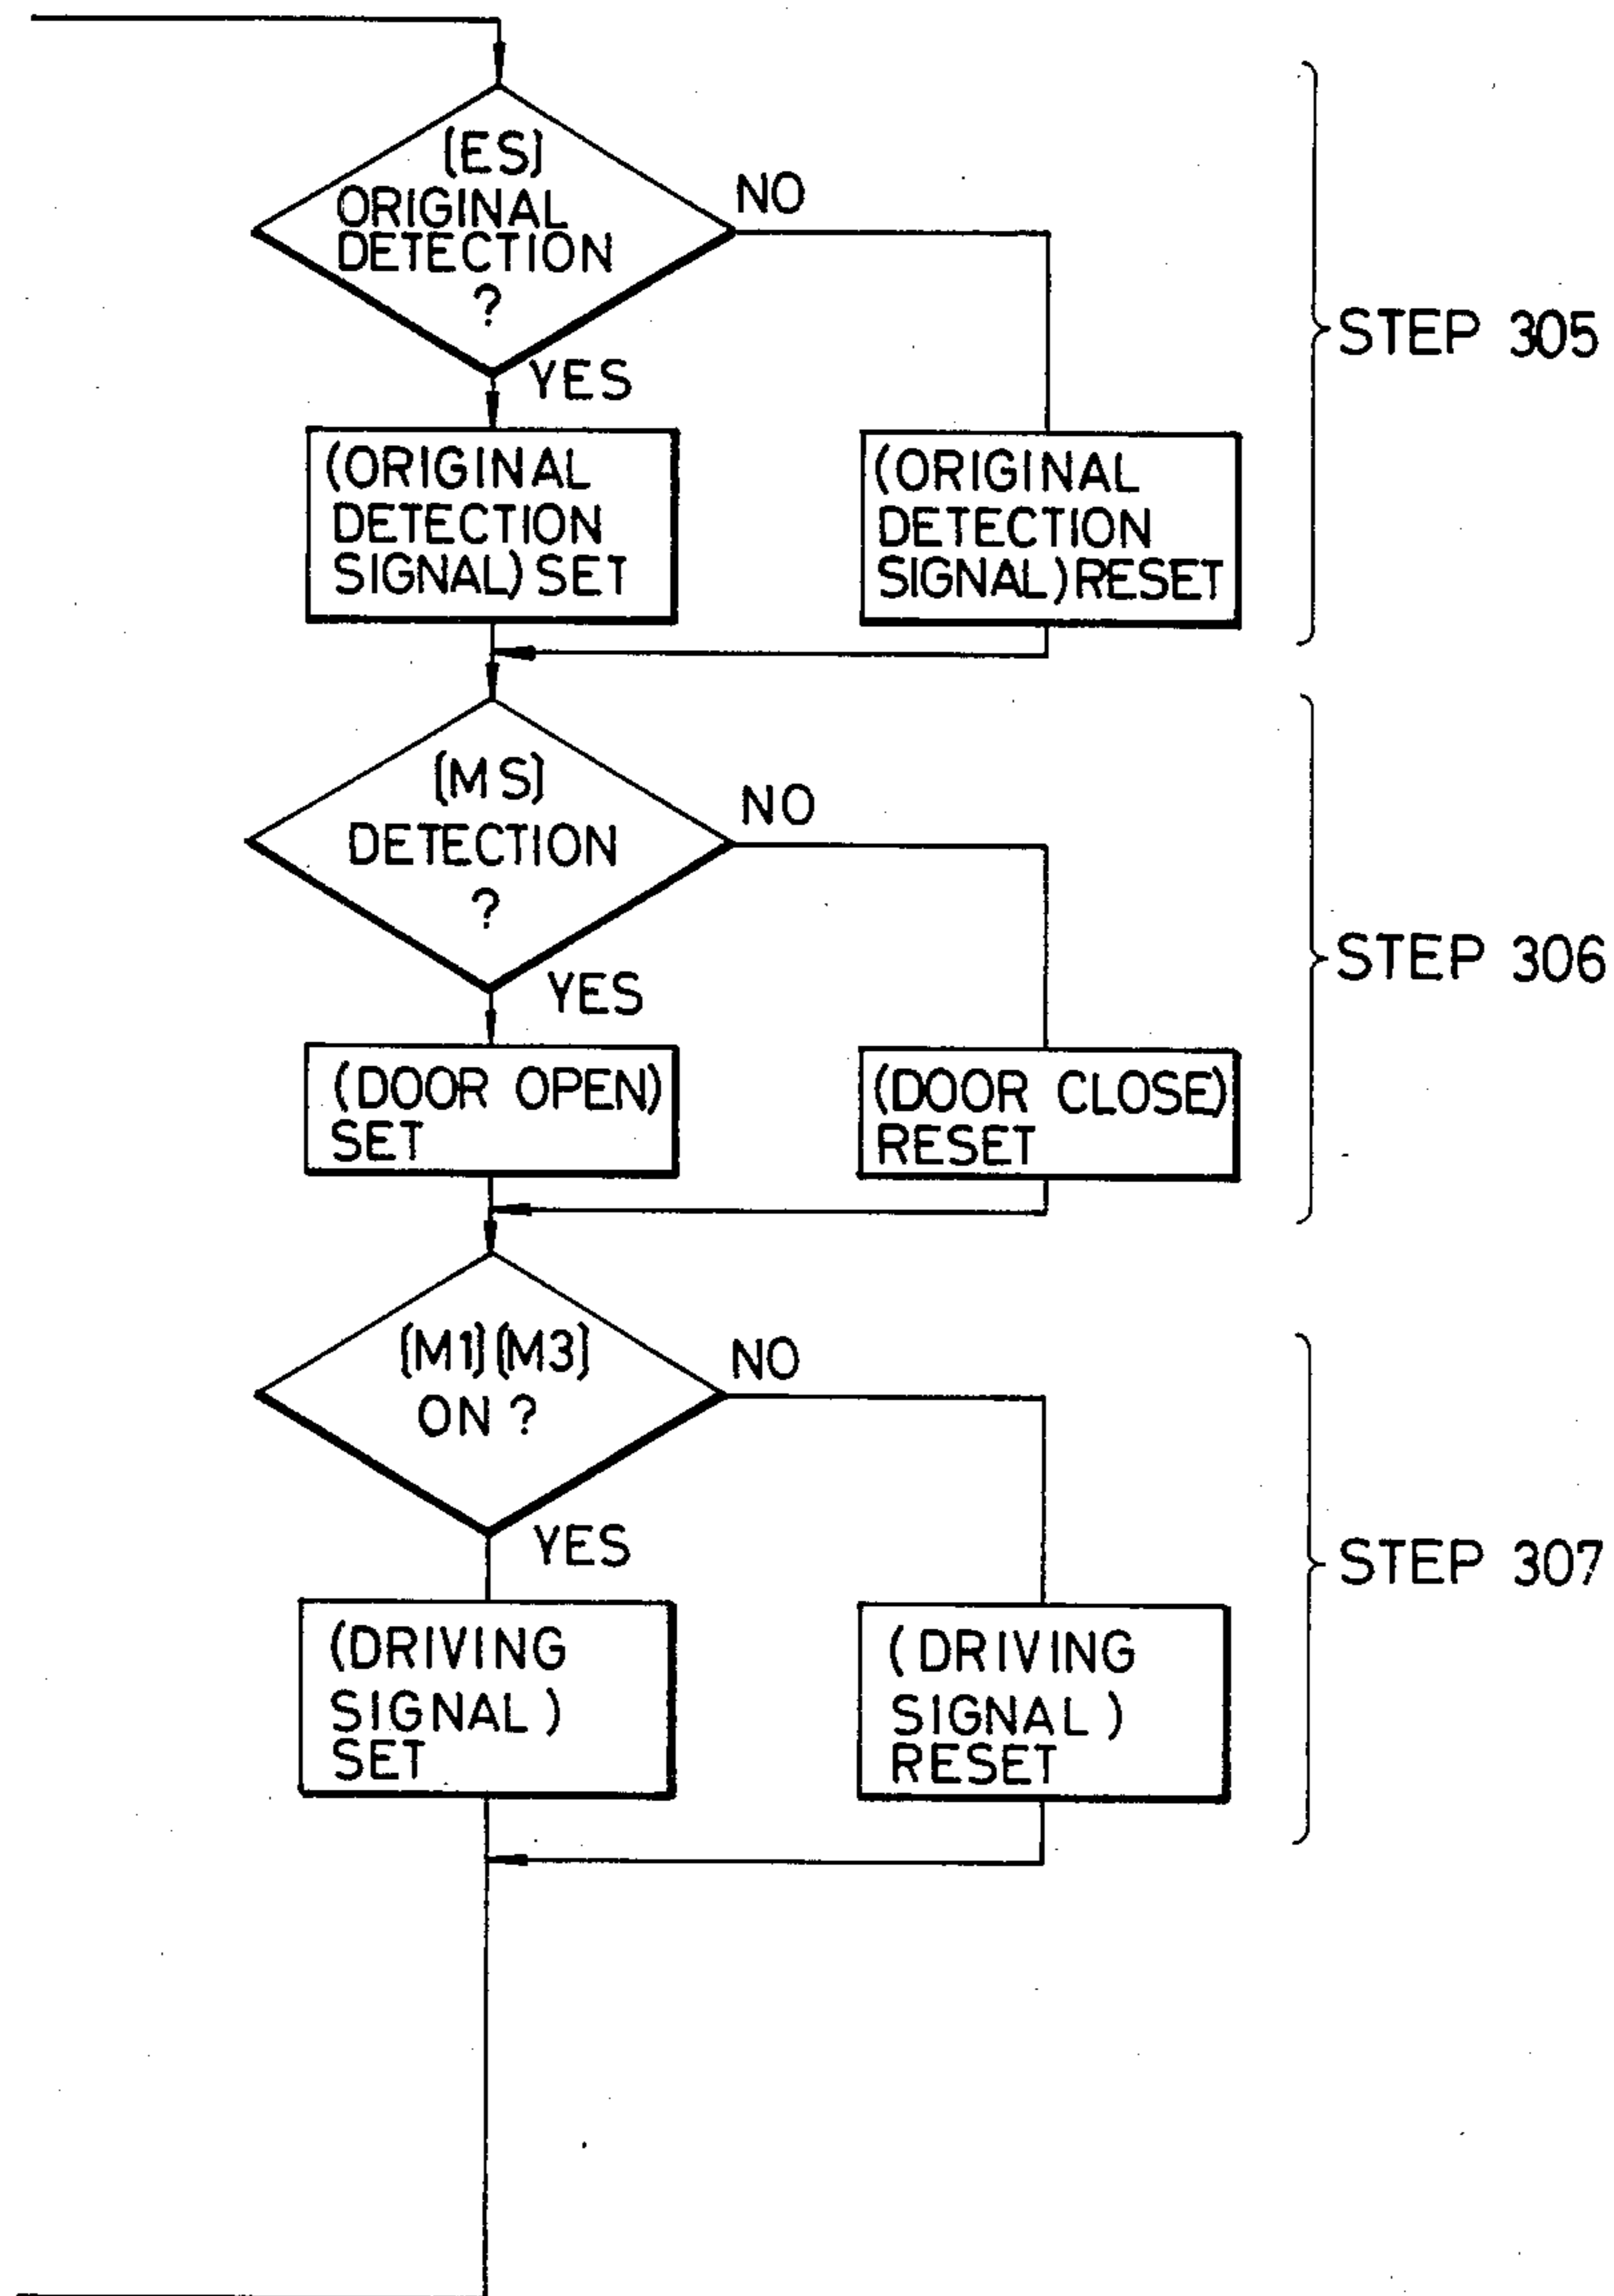 [ES]
ORIGINAL
DETECTION
?
NO
YES
(ORIGINAL
DETECTION
SIGNAL) SET
(ORIGINAL
DETECTION
SIGNAL) RESET
STEP 305
[MS]
DETECTION
?
NO
YES
(DOOR OPEN)
SET
(DOOR CLOSE)
RESET
STEP 306
[M1][M3]
ON ?
NO
YES
(DRIVING
SIGNAL)
SET
(DRIVING
SIGNAL)
RESET
STEP 307